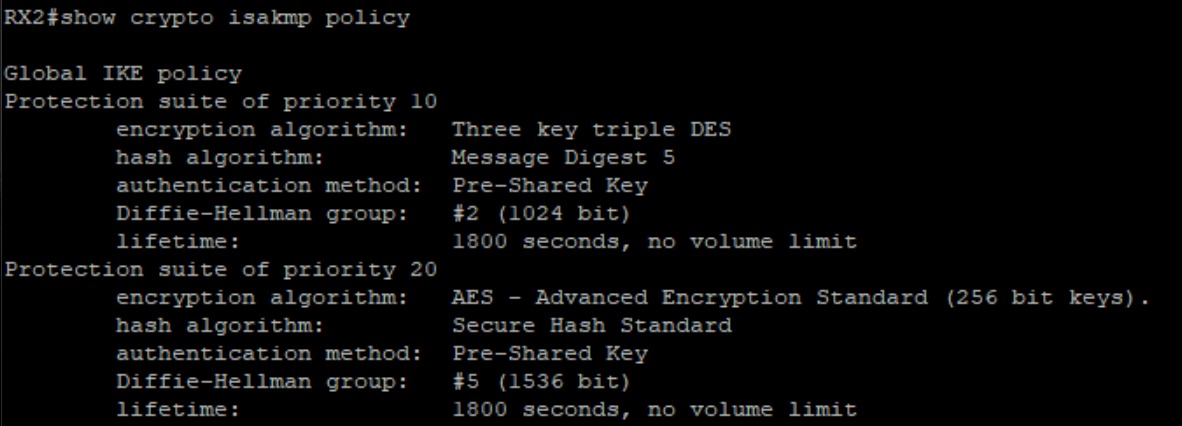 RX2#show crypto isakmp policy
Global IKE policy
Protection suite of priority 10
encryption algorithm: Three key triple DES
hash algorithm: Message Digest 5
authentication method: Pre-Shared Key
Diffie-Hellman group: #2 (1024 bit)
lifetime: 1800 seconds, no volume limit
Protection suite of priority 20
encryption algorithm: AES - Advanced Encryption Standard (256 bit keys).
hash algorithm: Secure Hash Standard
authentication method: Pre-Shared Key
Diffie-Hellman group: #5 (1536 bit)
lifetime: 1800 seconds, no volume limit